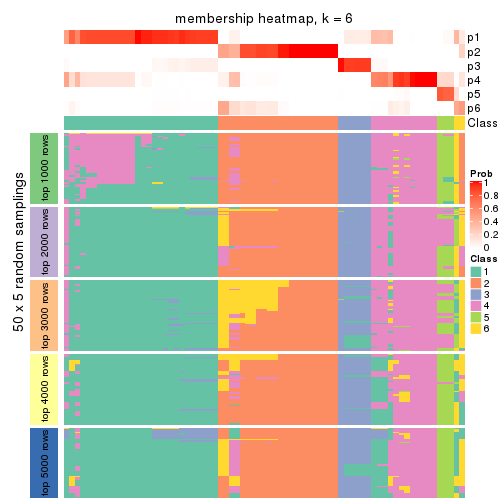 membership heatmap, k = 6
p1
p2
p3
p4
p5
p6
Class
50 x 5 random samplings
top 1000 rows
top 2000 rows
top 3000 rows
top 4000 rows
top 5000 rows
Prob
1
0.8
0.6
0.4
0.2
0
Class
1
2
3
4
5
6